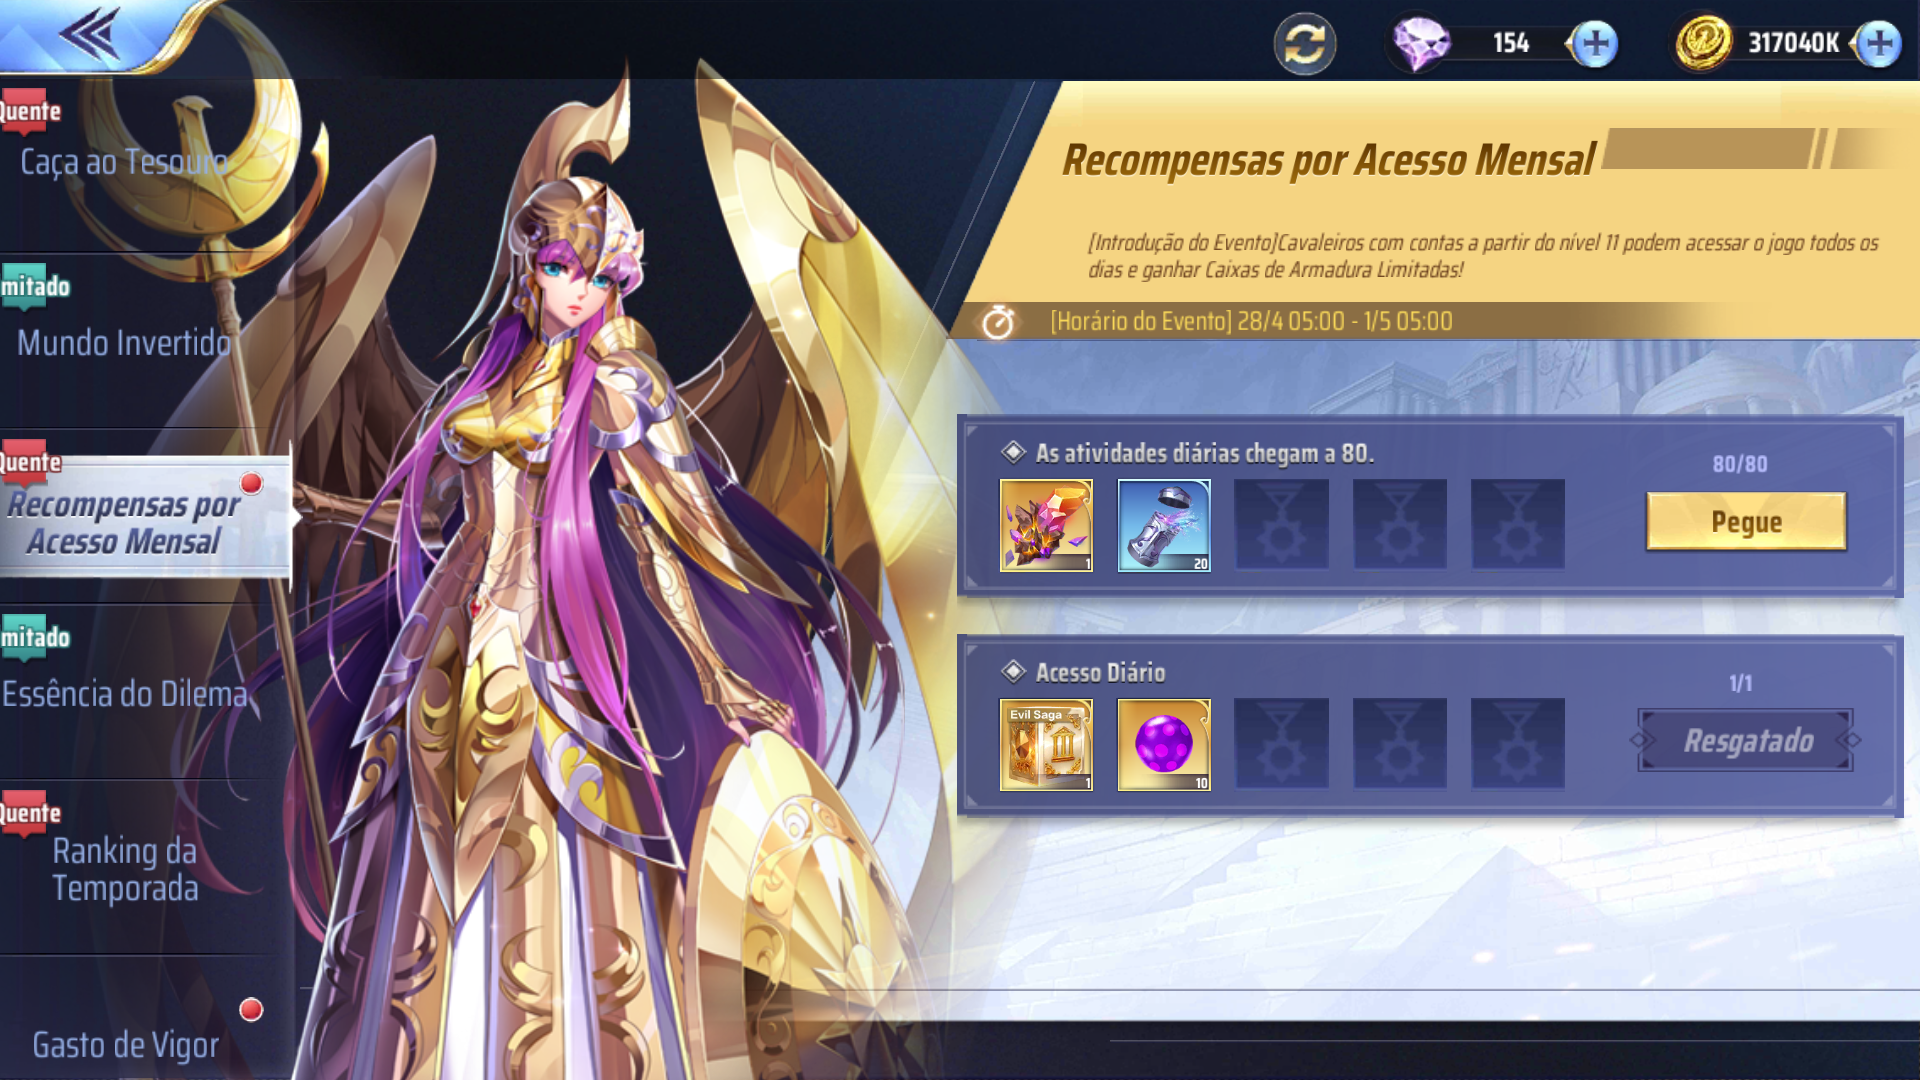 154
317040K
Quente
Caça ao Tesouro
mitado
Mundo Invertido
Quente
Recompensas por
Acesso Mensal
mitado
Essência do Dilema
Quente
Ranking da
Temporada
Gasto de Vigor
Recompensas por Acesso Mensal
[Introdução do Evento]Cavaleiros com contas a partir do nível 11 podem acessar o jogo todos os
dias e ganhar Caixas de Armadura Limitadas!
[Horário do Evento] 28/4 05:00 - 1/5 05:00
As atividades diárias chegam a 80.
80/80
1
20
Pegue
Acesso Diário
1/1
Evil Saga
1
10
Resgatado